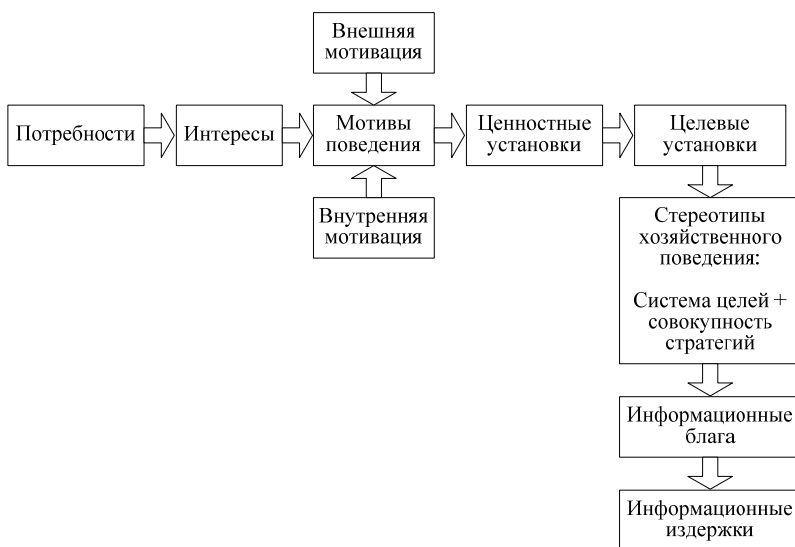 Внешняя
мотивация
Потребности
Интересы
Мотивы
поведения
Ценностные
установки
Целевые
установки
Внутренняя
мотивация
Стереотипы
хозяйственного
поведения:
Система целей +
совокупность
стратегий
Информационные
блага
Информационные
издержки